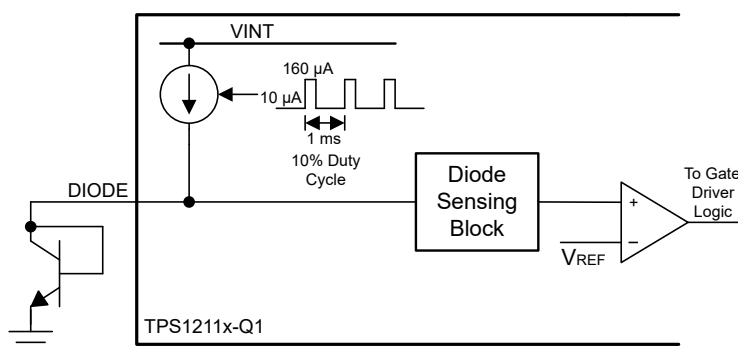 VINT
160 µA
10 µA
1 ms
10% Duty
Cycle
DIODE
Diode
Sensing
Block
To Gate
Driver
Logic
+
−
VREF
TPS1211x-Q1